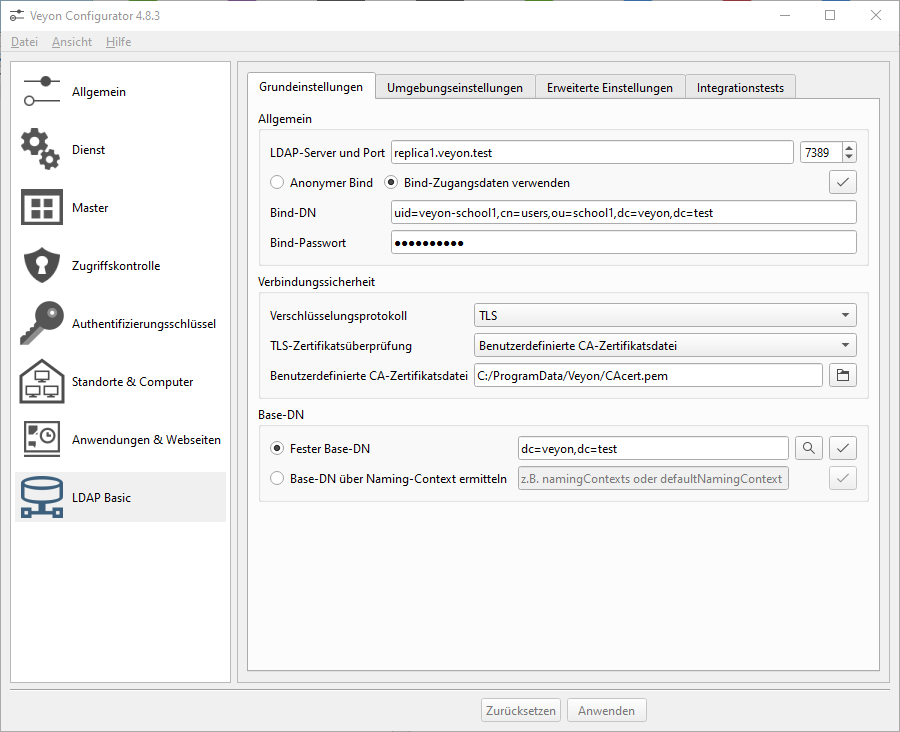 Veyon Configurator 4.8.3
Datei Ansicht Hilfe
Allgemein
Dienst
Master
Zugriffskontrolle
Authentifizierungsschlüssel
Standorte & Computer
Anwendungen & Webseiten
LDAP Basic
Grundeinstellungen Umgebungseinstellungen Erweiterte Einstellungen Integrationstests
Allgemein
LDAP-Server und Port replica1.veyon.test 7389
Anonymer Bind Bind-Zugangsdaten verwenden
Bind-DN uid=veyon-school1,cn=users,ou=school1,dc=veyon,dc=test
Bind-Passwort ●●●●●●●●●●
Verbindungssicherheit
Verschlüsselungsprotokoll TLS
TLS-Zertifikatsüberprüfung Benutzerdefinierte CA-Zertifikatsdatei
Benutzerdefinierte CA-Zertifikatsdatei C:/ProgramData/Veyon/CAcert.pem
Base-DN
Fester Base-DN dc=veyon,dc=test
Base-DN über Naming-Context ermitteln z.B. namingContexts oder defaultNamingContext
Zurücksetzen Anwenden